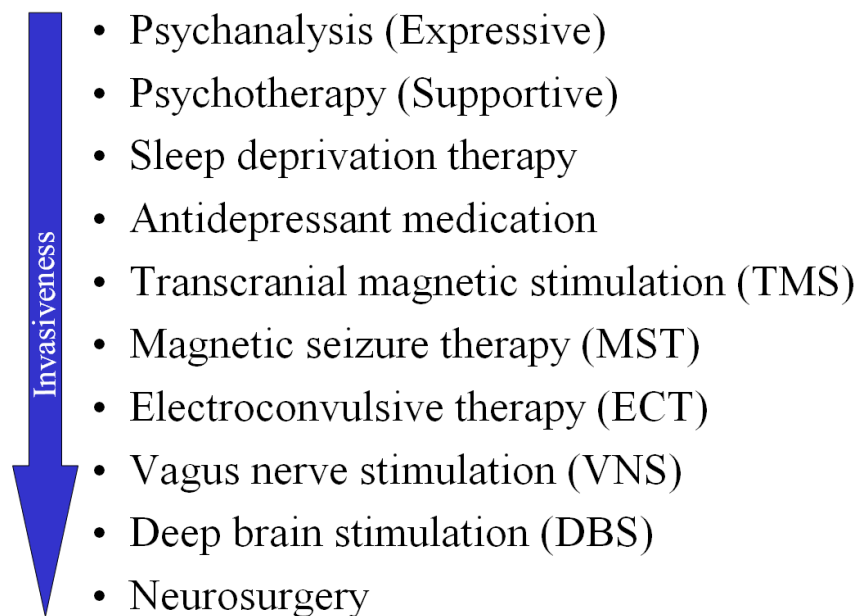 • Psychanalysis (Expressive)
• Psychotherapy (Supportive)
• Sleep deprivation therapy
• Antidepressant medication
• Transcranial magnetic stimulation (TMS)
• Magnetic seizure therapy (MST)
• Electroconvulsive therapy (ECT)
• Vagus nerve stimulation (VNS)
• Deep brain stimulation (DBS)
• Neurosurgery
Invasiveness